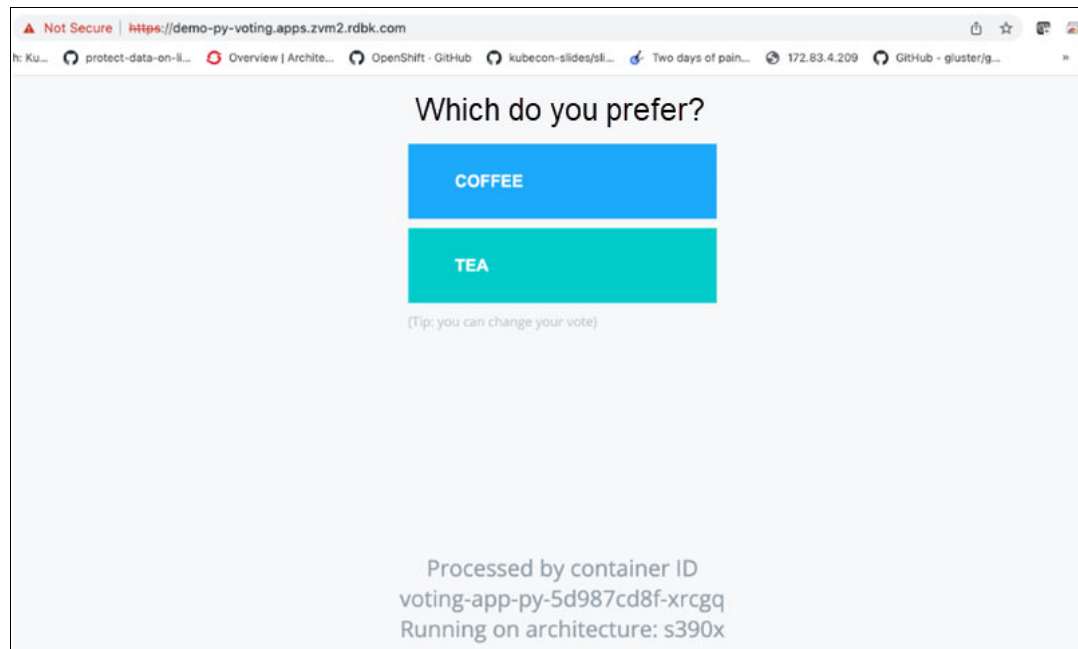 Not Secure | https://demo-py-voting.apps.zvm2.rdbk.com
h: Ku... protect-data-on-li... Overview | Archite... OpenShift · GitHub kubecon-slides/sli... Two days of pain... 172.83.4.209 GitHub - gluster/g... »
Which do you prefer?
COFFEE
TEA
(Tip: you can change your vote)
Processed by container ID
voting-app-py-5d987cd8f-xrcgq
Running on architecture: s390x